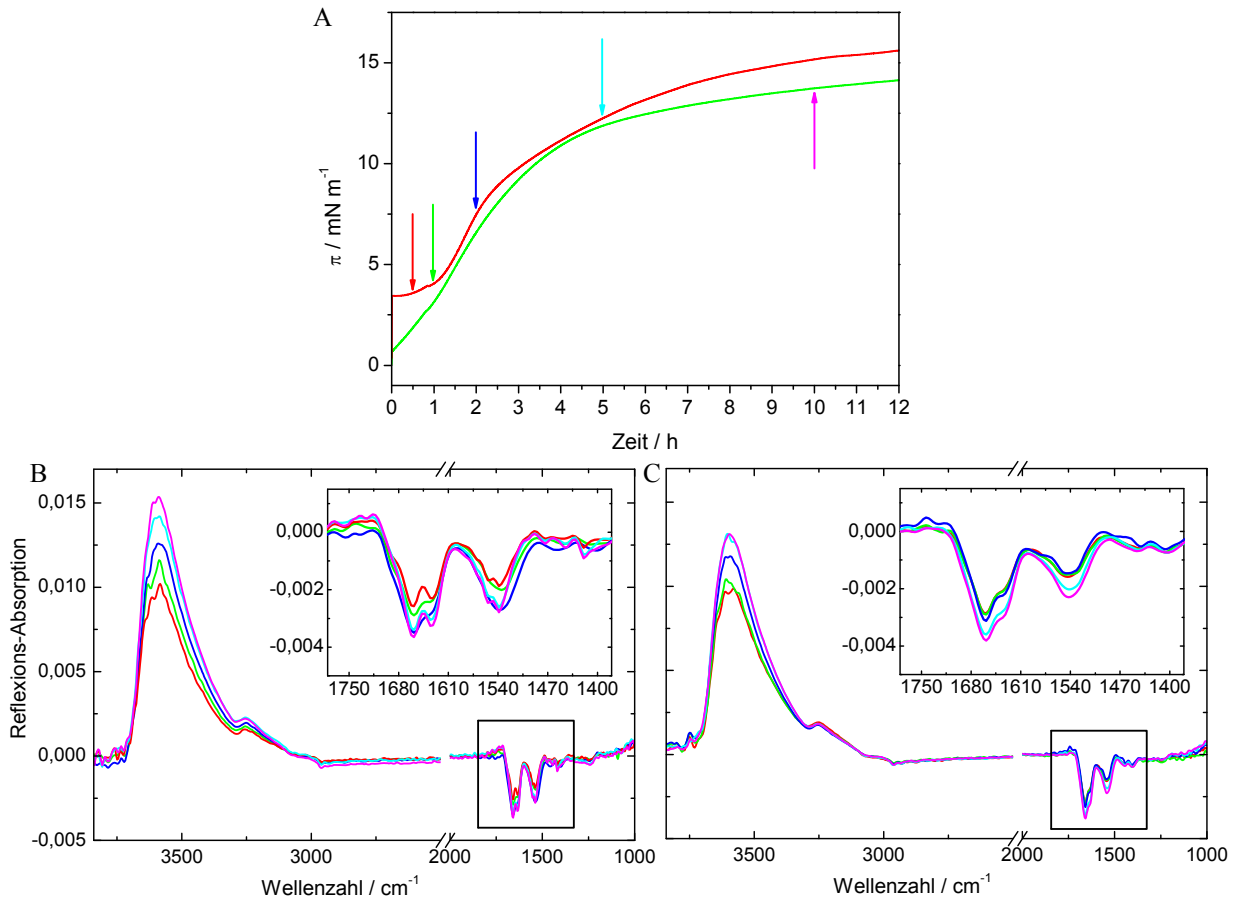 A
15
10
5
0
π / mN m⁻¹
0 1 2 3 4 5 6 7 8 9 10 11 12
Zeit / h
B
0,015
0,010
0,005
0,000
-0,005
Reflexions-Absorption
0,000
-0,002
-0,004
1750 1680 1610 1540 1470 1400
3500 3000 2000 1500 1000
Wellenzahl / cm⁻¹
C
0,000
-0,002
-0,004
1750 1680 1610 1540 1470 1400
3500 3000 2000 1500 1000
Wellenzahl / cm⁻¹